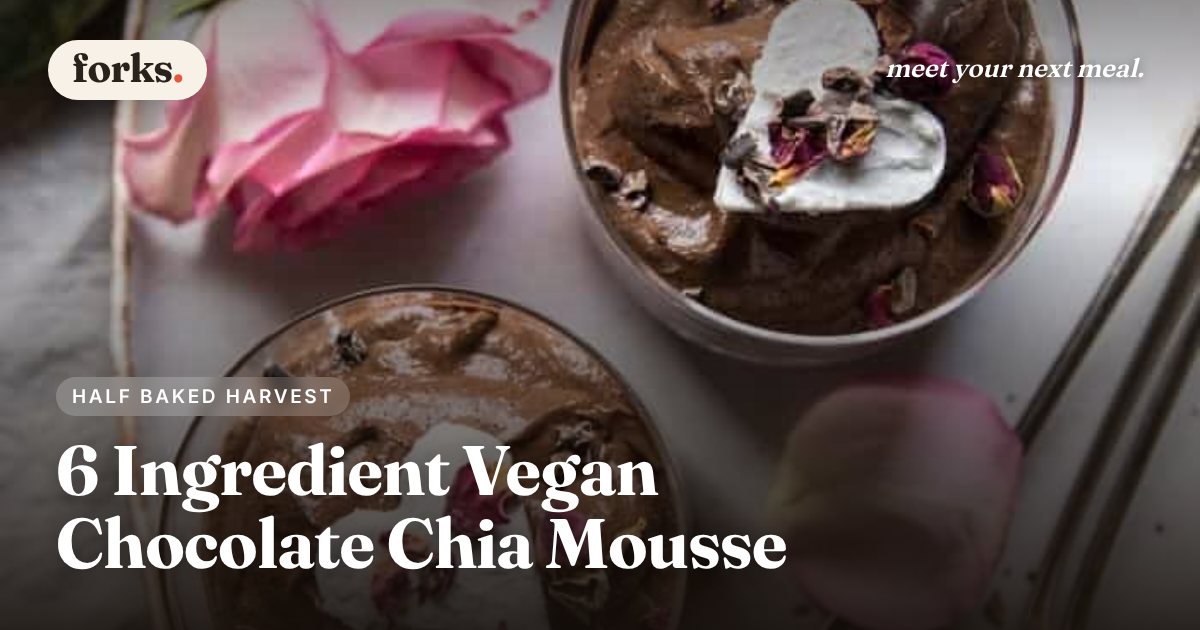 forks.
meet your next meal.
HALF BAKED HARVEST
6 Ingredient Vegan
Chocolate Chia Mousse